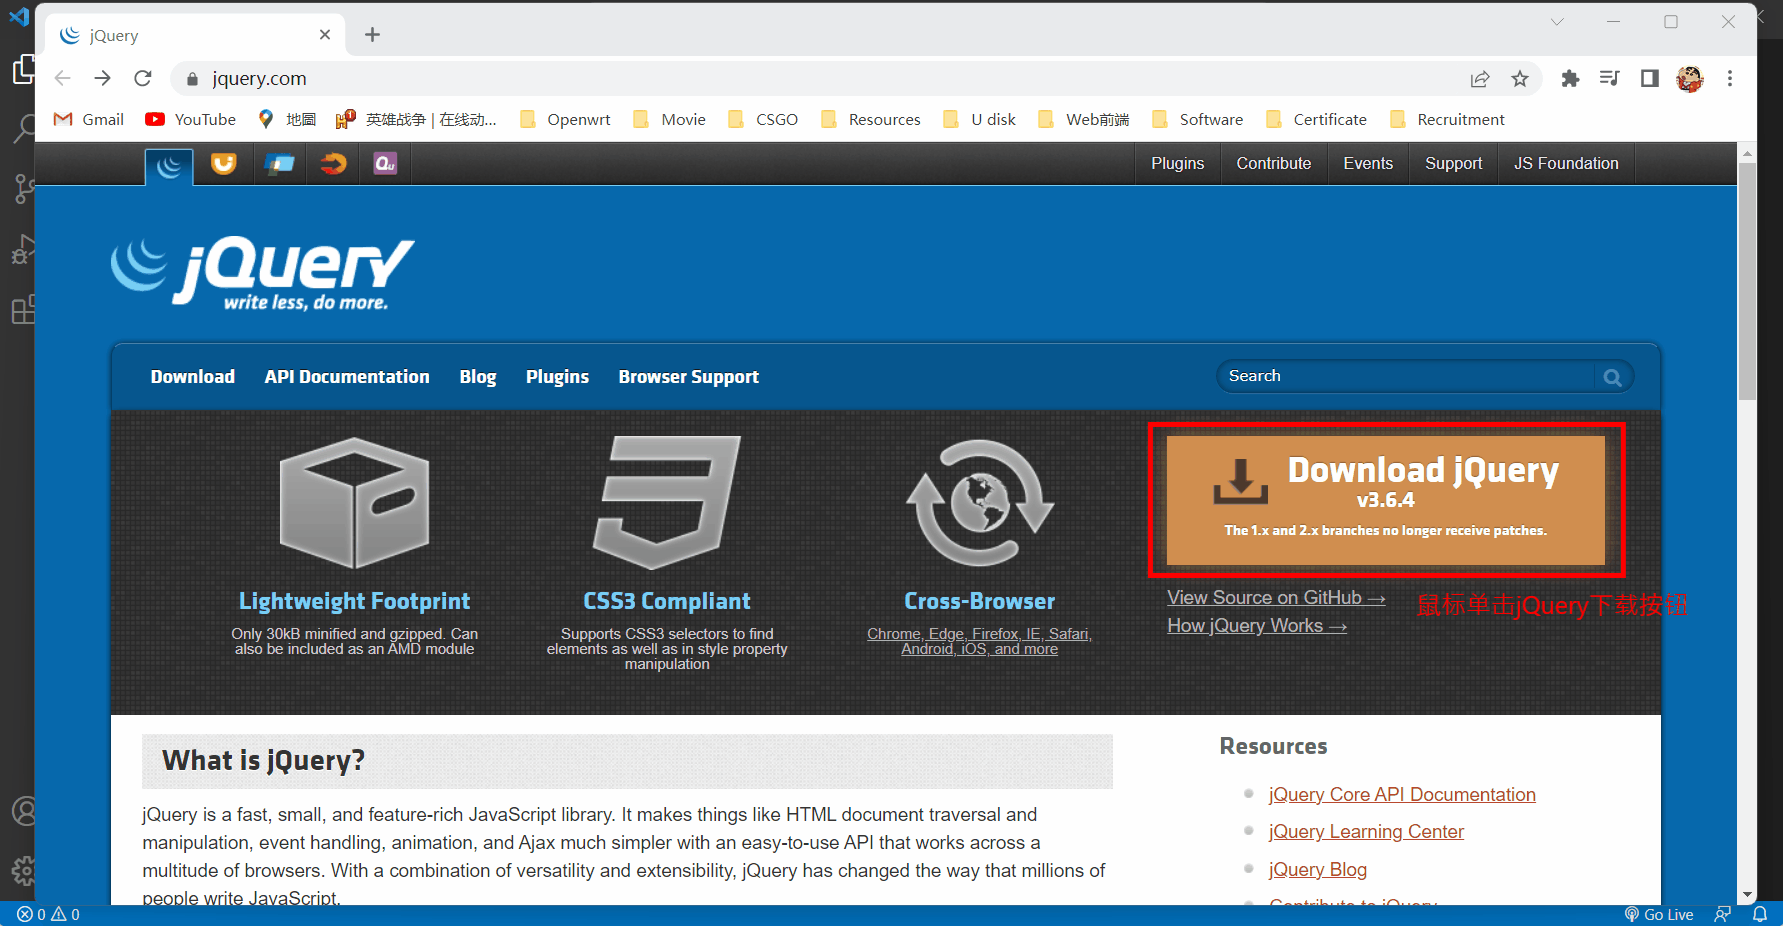 jQuery
jquery.com
Gmail
YouTube
地圖
英雄战争 | 在线动...
Openwrt
Movie
CSGO
Resources
U disk
Web前端
Software
Certificate
Recruitment
Plugins
Contribute
Events
Support
JS Foundation
jQuery
write less, do more.
Download
API Documentation
Blog
Plugins
Browser Support
Search
Download jQuery
v3.6.4
The 1.x and 2.x branches no longer receive patches.
View Source on GitHub →
How jQuery Works →
鼠标单击jQuery下载按钮
Lightweight Footprint
Only 30kB minified and gzipped. Can
also be included as an AMD module
CSS3 Compliant
Supports CSS3 selectors to find
elements as well as in style property
manipulation
Cross-Browser
Chrome, Edge, Firefox, IE, Safari,
Android, iOS, and more
What is jQuery?
jQuery is a fast, small, and feature-rich JavaScript library. It makes things like HTML document traversal and
manipulation, event handling, animation, and Ajax much simpler with an easy-to-use API that works across a
multitude of browsers. With a combination of versatility and extensibility, jQuery has changed the way that millions of
people write JavaScript.
Resources
jQuery Core API Documentation
jQuery Learning Center
jQuery Blog
Contribute to jQuery
0 0
Go Live